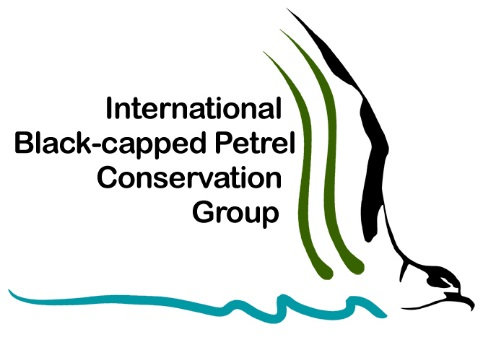 International
Black-capped Petrel
Conservation
Group